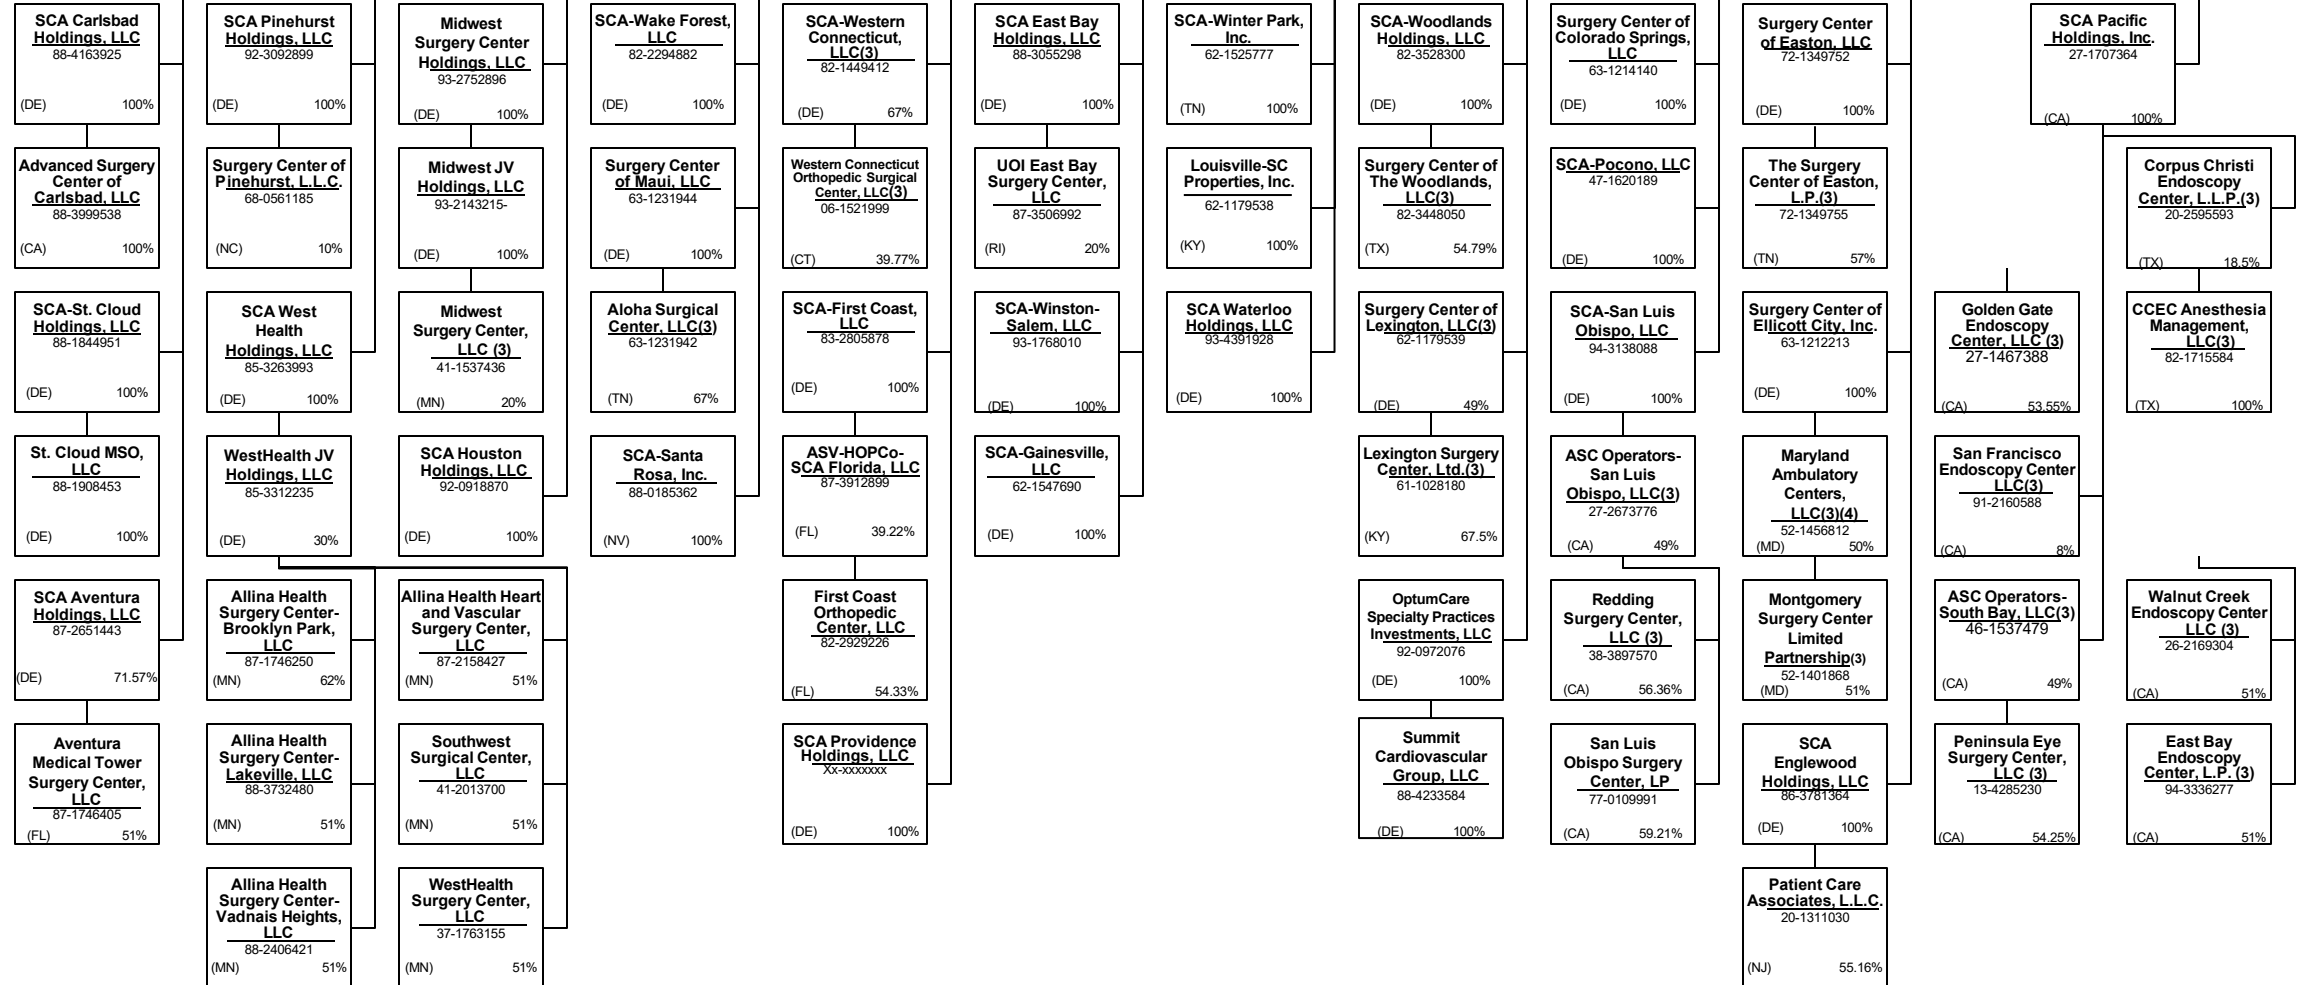 SCA Carlsbad
Holdings, LLC
88-4163925
(DE) 100%
Advanced Surgery
Center of
Carlsbad, LLC
88-3999538
(CA) 100%
SCA-St. Cloud
Holdings, LLC
88-1844951
(DE) 100%
St. Cloud MSO,
LLC
88-1908453
(DE) 100%
SCA Aventura
Holdings, LLC
87-2651443
(DE) 71.57%
Aventura
Medical Tower
Surgery Center,
LLC
87-1746405
(FL) 51%
SCA Pinehurst
Holdings, LLC
92-3092899
(DE) 100%
Surgery Center of
Pinehurst, L.L.C.
68-0561185
(NC) 10%
SCA West
Health
Holdings, LLC
85-3263993
(DE) 100%
WestHealth JV
Holdings, LLC
85-3312235
(DE) 30%
Allina Health
Surgery Center-
Brooklyn Park,
LLC
87-1746250
(MN) 62%
Allina Health
Surgery Center-
Lakeville, LLC
88-3732480
(MN) 51%
Allina Health
Surgery Center-
Vadnais Heights,
LLC
88-2406421
(MN) 51%
Midwest
Surgery Center
Holdings, LLC
93-2752896
(DE) 100%
Midwest JV
Holdings, LLC
93-2143215-
(DE) 100%
Midwest
Surgery Center,
LLC (3)
41-1537436
(MN) 20%
SCA Houston
Holdings, LLC
92-0918870
(DE) 100%
Allina Health Heart
and Vascular
Surgery Center,
LLC
87-2158427
(MN) 51%
Southwest
Surgical Center,
LLC
41-2013700
(MN) 51%
WestHealth
Surgery Center,
LLC
37-1763155
(MN) 51%
SCA-Wake Forest,
LLC
82-2294882
(DE) 100%
Surgery Center
of Maui, LLC
63-1231944
(DE) 100%
Aloha Surgical
Center, LLC(3)
63-1231942
(TN) 67%
SCA-Santa
Rosa, Inc.
88-0185362
(NV) 100%
SCA-Western
Connecticut,
LLC(3)
82-1449412
(DE) 67%
Western Connecticut
Orthopedic Surgical
Center, LLC(3)
06-1521999
(CT) 39.77%
SCA-First Coast,
LLC
83-2805878
(DE) 100%
ASV-HOPCo-
SCA Florida, LLC
87-3912899
(FL) 39.22%
First Coast
Orthopedic
Center, LLC
82-2929226
(FL) 54.33%
SCA Providence
Holdings, LLC
Xx-xxxxxxx
(DE) 100%
SCA East Bay
Holdings, LLC
88-3055298
(DE) 100%
UOI East Bay
Surgery Center,
LLC
87-3506992
(RI) 20%
SCA-Winston-
Salem, LLC
93-1768010
(DE) 100%
SCA-Gainesville,
LLC
62-1547690
(DE) 100%
SCA-Winter Park,
Inc.
62-1525777
(TN) 100%
Louisville-SC
Properties, Inc.
62-1179538
(KY) 100%
SCA Waterloo
Holdings, LLC
93-4391928
(DE) 100%
SCA-Woodlands
Holdings, LLC
82-3528300
(DE) 100%
Surgery Center of
The Woodlands,
LLC(3)
82-3448050
(TX) 54.79%
Surgery Center of
Lexington, LLC(3)
62-1179539
(DE) 49%
Lexington Surgery
Center, Ltd.(3)
61-1028180
(KY) 67.5%
OptumCare
Specialty Practices
Investments, LLC
92-0972076
(DE) 100%
Summit
Cardiovascular
Group, LLC
88-4233584
(DE) 100%
Surgery Center of
Colorado Springs,
LLC
63-1214140
(DE) 100%
SCA-Pocono, LLC
47-1620189
(DE) 100%
SCA-San Luis
Obispo, LLC
94-3138088
(DE) 100%
ASC Operators-
San Luis
Obispo, LLC(3)
27-2673776
(CA) 49%
Redding
Surgery Center,
LLC (3)
38-3897570
(CA) 56.36%
San Luis
Obispo Surgery
Center, LP
77-0109991
(CA) 59.21%
Surgery Center
of Easton, LLC
72-1349752
(DE) 100%
The Surgery
Center of Easton,
L.P.(3)
72-1349755
(TN) 57%
Surgery Center of
Ellicott City, Inc.
63-1212213
(DE) 100%
Maryland
Ambulatory
Centers,
LLC(3)(4)
52-1456812
(MD) 50%
Montgomery
Surgery Center
Limited
Partnership(3)
52-1401868
(MD) 51%
SCA
Englewood
Holdings, LLC
86-3781364
(DE) 100%
Patient Care
Associates, L.L.C.
20-1311030
(NJ) 55.16%
Golden Gate
Endoscopy
Center, LLC (3)
27-1467388
(CA) 53.55%
San Francisco
Endoscopy Center
LLC(3)
91-2160588
(CA) 8%
ASC Operators-
South Bay, LLC(3)
46-1537479
(CA) 49%
Peninsula Eye
Surgery Center,
LLC (3)
13-4285230
(CA) 54.25%
SCA Pacific
Holdings, Inc.
27-1707364
(CA) 100%
Corpus Christi
Endoscopy
Center, L.L.P.(3)
20-2595593
(TX) 18.5%
CCEC Anesthesia
Management,
LLC(3)
82-1715584
(TX) 100%
Walnut Creek
Endoscopy Center
LLC (3)
26-2169304
(CA) 51%
East Bay
Endoscopy
Center, L.P. (3)
94-3336277
(CA) 51%